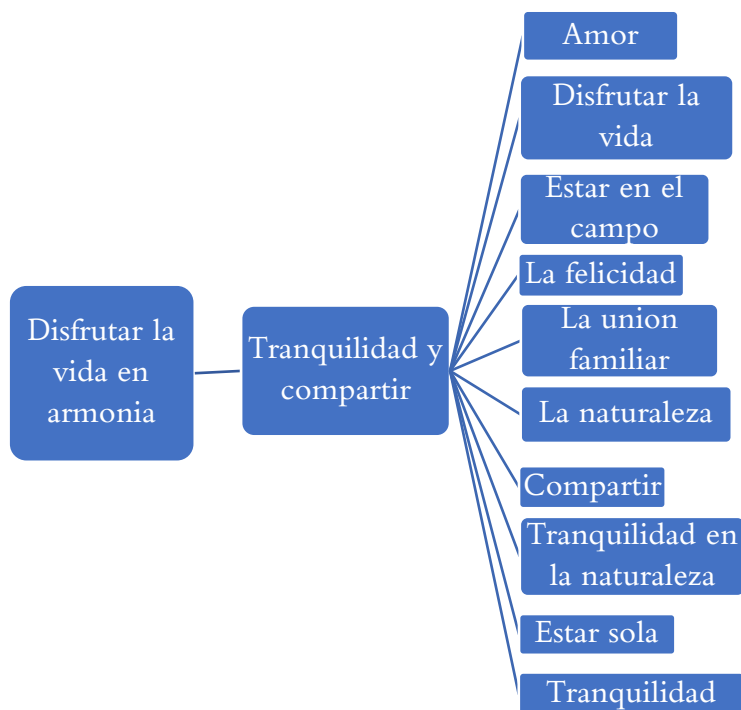 Disfrutar la
vida en
armonia
Tranquilidad y
compartir
Amor
Disfrutar la
vida
Estar en el
campo
La felicidad
La union
familiar
La naturaleza
Compartir
Tranquilidad en
la naturaleza
Estar sola
Tranquilidad